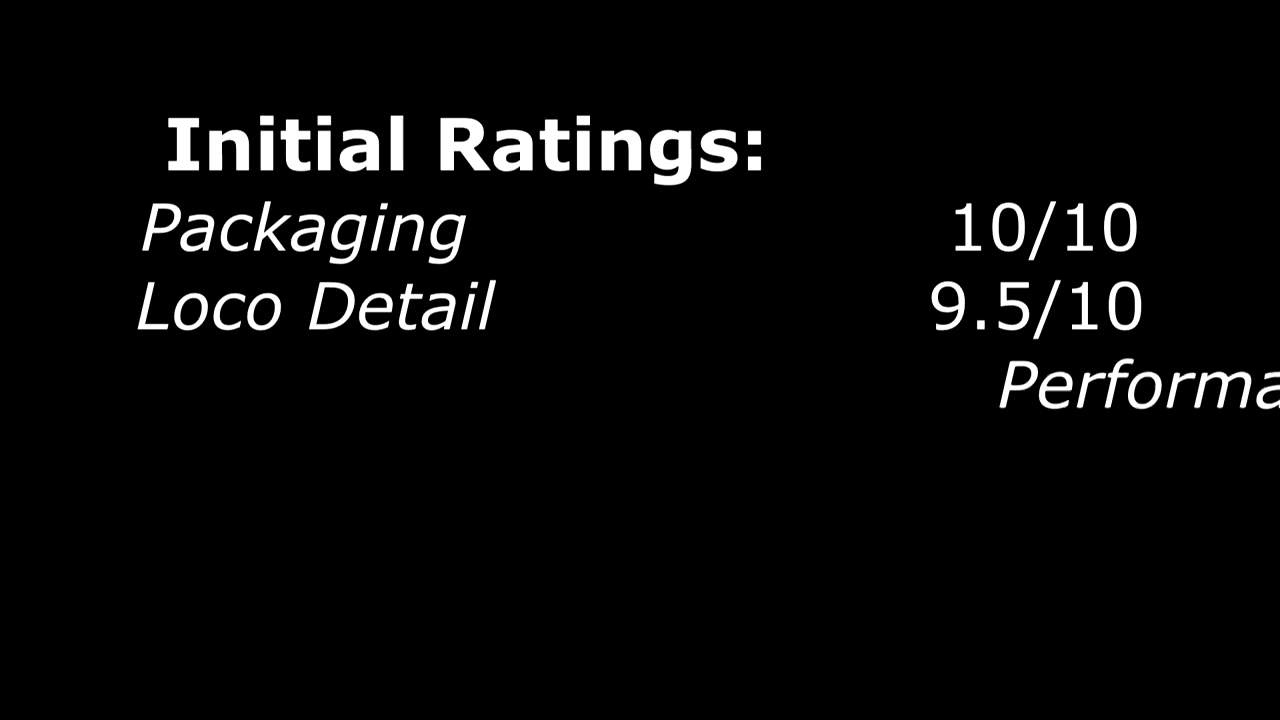 Initial Ratings:
Packaging 10/10
Loco Detail 9.5/10
Performa